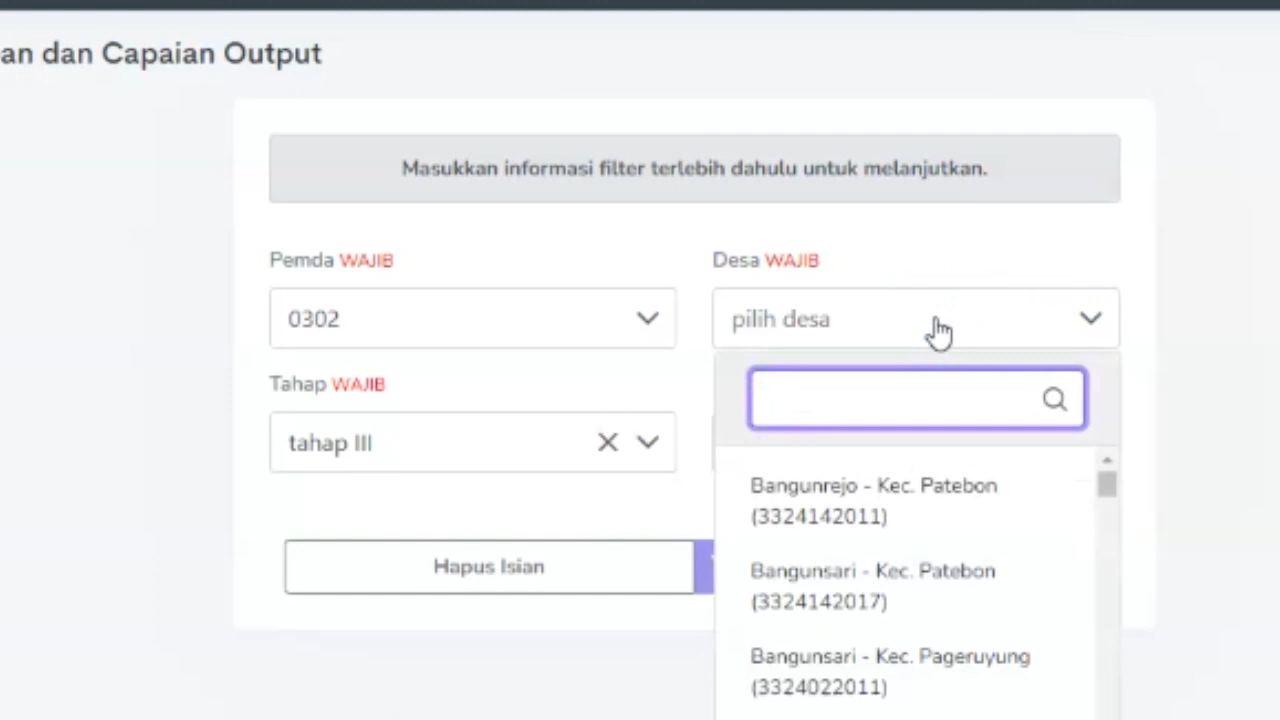 an dan Capaian Output
Masukkan informasi filter terlebih dahulu untuk melanjutkan.
Pemda WAJIB
Desa WAJIB
0302
pilih desa
Tahap WAJIB
tahap III
Bangunrejo - Kec. Patebon
(3324142011)
Hapus Isian
Bangunsari - Kec. Patebon
(3324142017)
Bangunsari - Kec. Pageruyung
(3324022011)